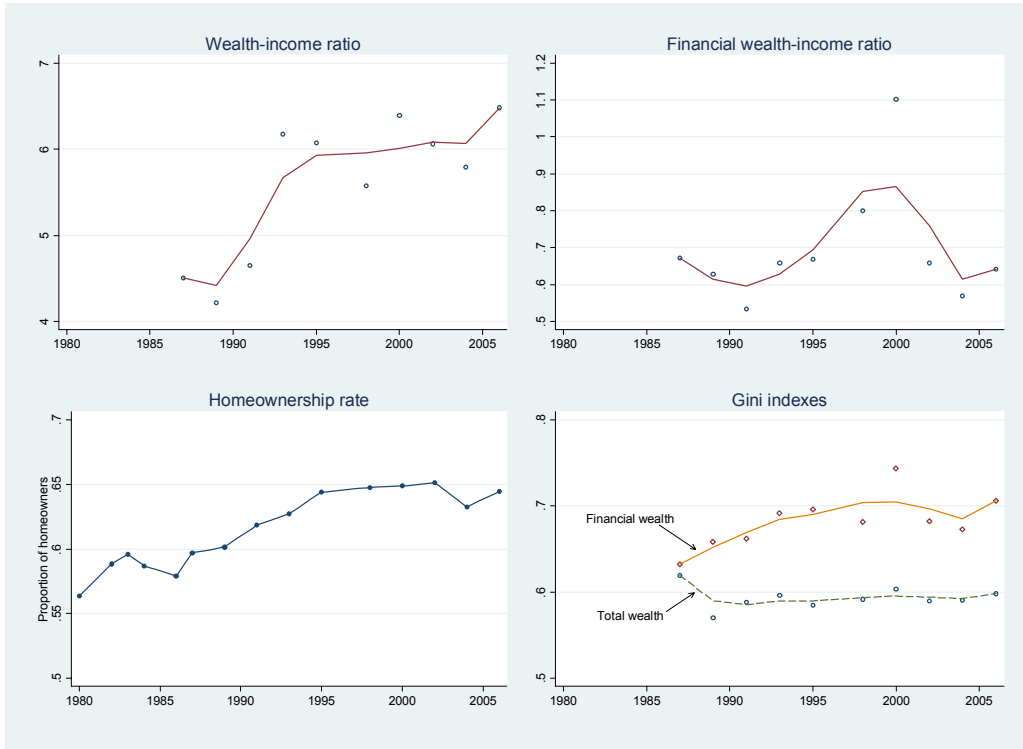 Wealth-income ratio
7
6
5
4
1980 1985 1990 1995 2000 2005
Financial wealth-income ratio
1.2
1.1
1
.9
.8
.7
.6
.5
1980 1985 1990 1995 2000 2005
Homeownership rate
Proportion of homeowners
.7
.65
.6
.55
.5
1980 1985 1990 1995 2000 2005
Gini indexes
.8
.7
.6
.5
Financial wealth
Total wealth
1980 1985 1990 1995 2000 2005